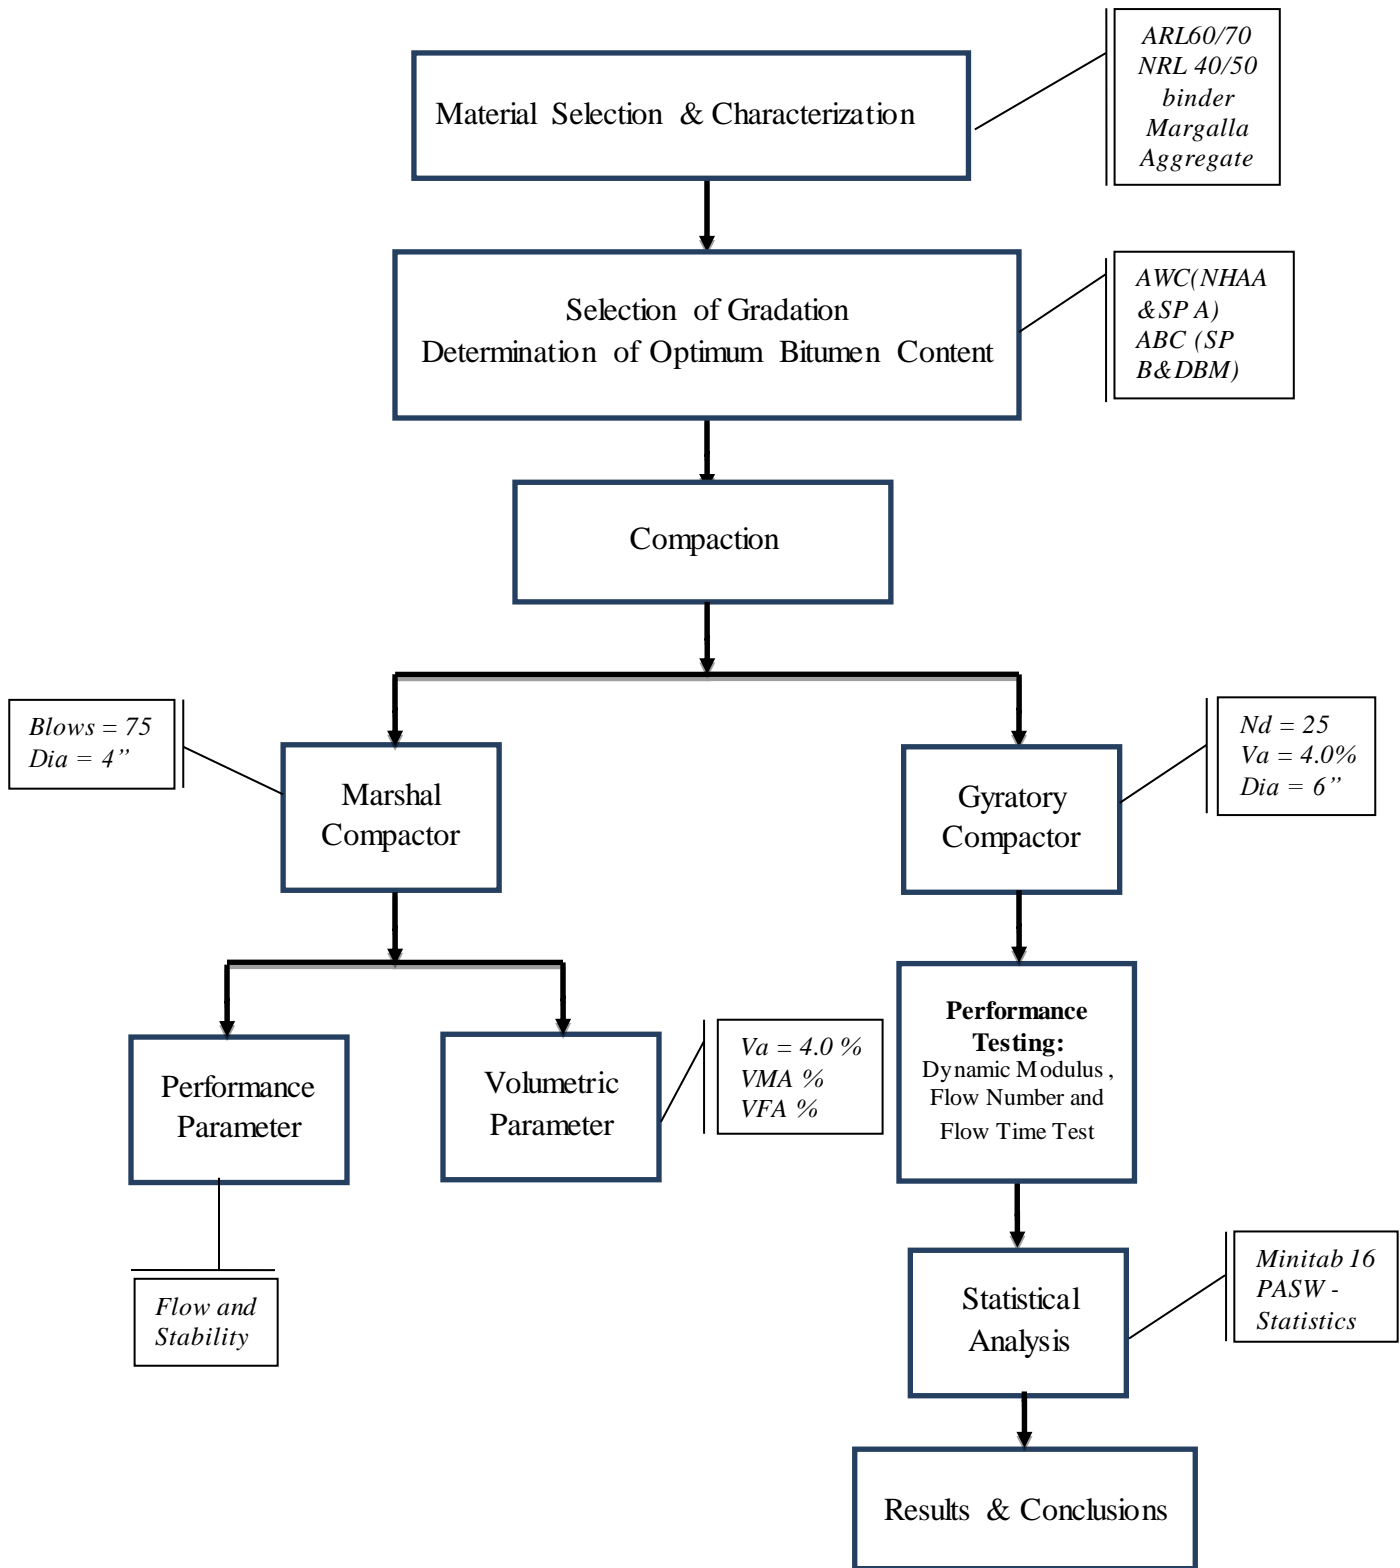 Material Selection & Characterization
ARL60/70
NRL 40/50
binder
Margalla
Aggregate
Selection of Gradation
Determination of Optimum Bitumen Content
AWC(NHAA
&SP A)
ABC (SP
B&DBM)
Compaction
Blows = 75
Dia = 4”
Marshal
Compactor
Gyratory
Compactor
Nd = 25
Va = 4.0%
Dia = 6”
Performance
Parameter
Volumetric
Parameter
Va = 4.0 %
VMA %
VFA %
Performance
Testing:
Dynamic Modulus ,
Flow Number and
Flow Time Test
Flow and
Stability
Statistical
Analysis
Minitab 16
PASW -
Statistics
Results & Conclusions